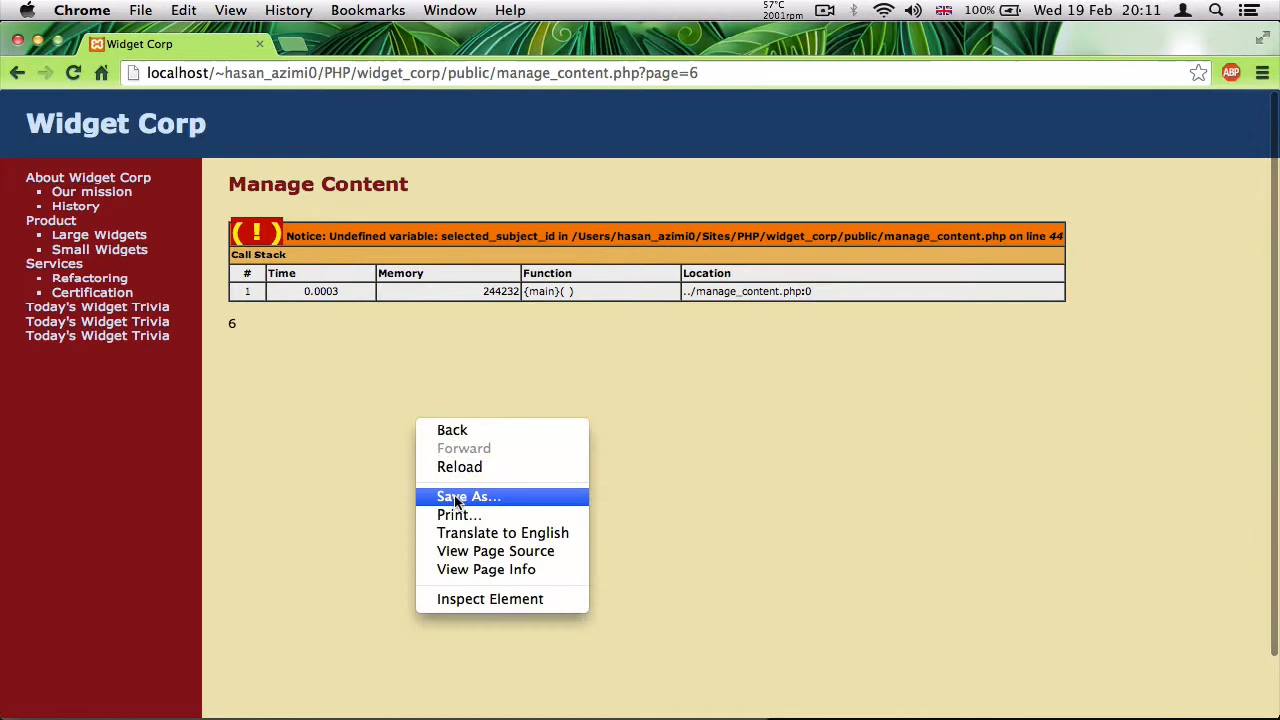 Chrome File Edit View History Bookmarks Window Help 57°C 2001rpm 100% Wed 19 Feb 20:11
Widget Corp
localhost/~hasan_azimi0/PHP/widget_corp/public/manage_content.php?page=6 ABP
Widget Corp
About Widget Corp
Our mission
History
Product
Large Widgets
Small Widgets
Services
Refactoring
Certification
Today's Widget Trivia
Today's Widget Trivia
Today's Widget Trivia
Manage Content
( ! ) Notice: Undefined variable: selected_subject_id in /Users/hasan_azimi0/Sites/PHP/widget_corp/public/manage_content.php on line 44
Call Stack
# Time Memory Function Location
1 0.0003 244232 {main}( ) ../manage_content.php:0
6
Back
Forward
Reload
Save As...
Print...
Translate to English
View Page Source
View Page Info
Inspect Element